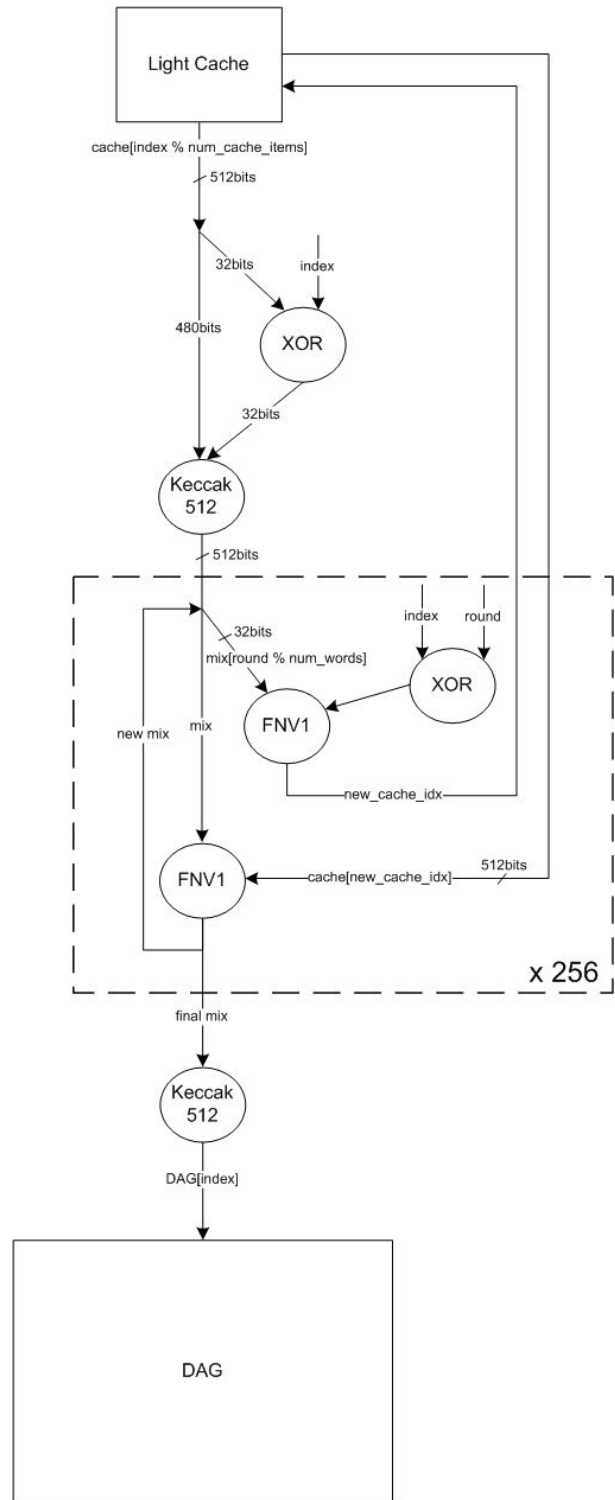 Light Cache
cache[index % num_cache_items]
512bits
32bits
index
480bits
XOR
32bits
Keccak
512
512bits
index
round
32bits
mix[round % num_words]
XOR
FNV1
new mix
mix
new_cache_idx
512bits
FNV1
cache[new_cache_idx]
x 256
final mix
Keccak
512
DAG[index]
DAG